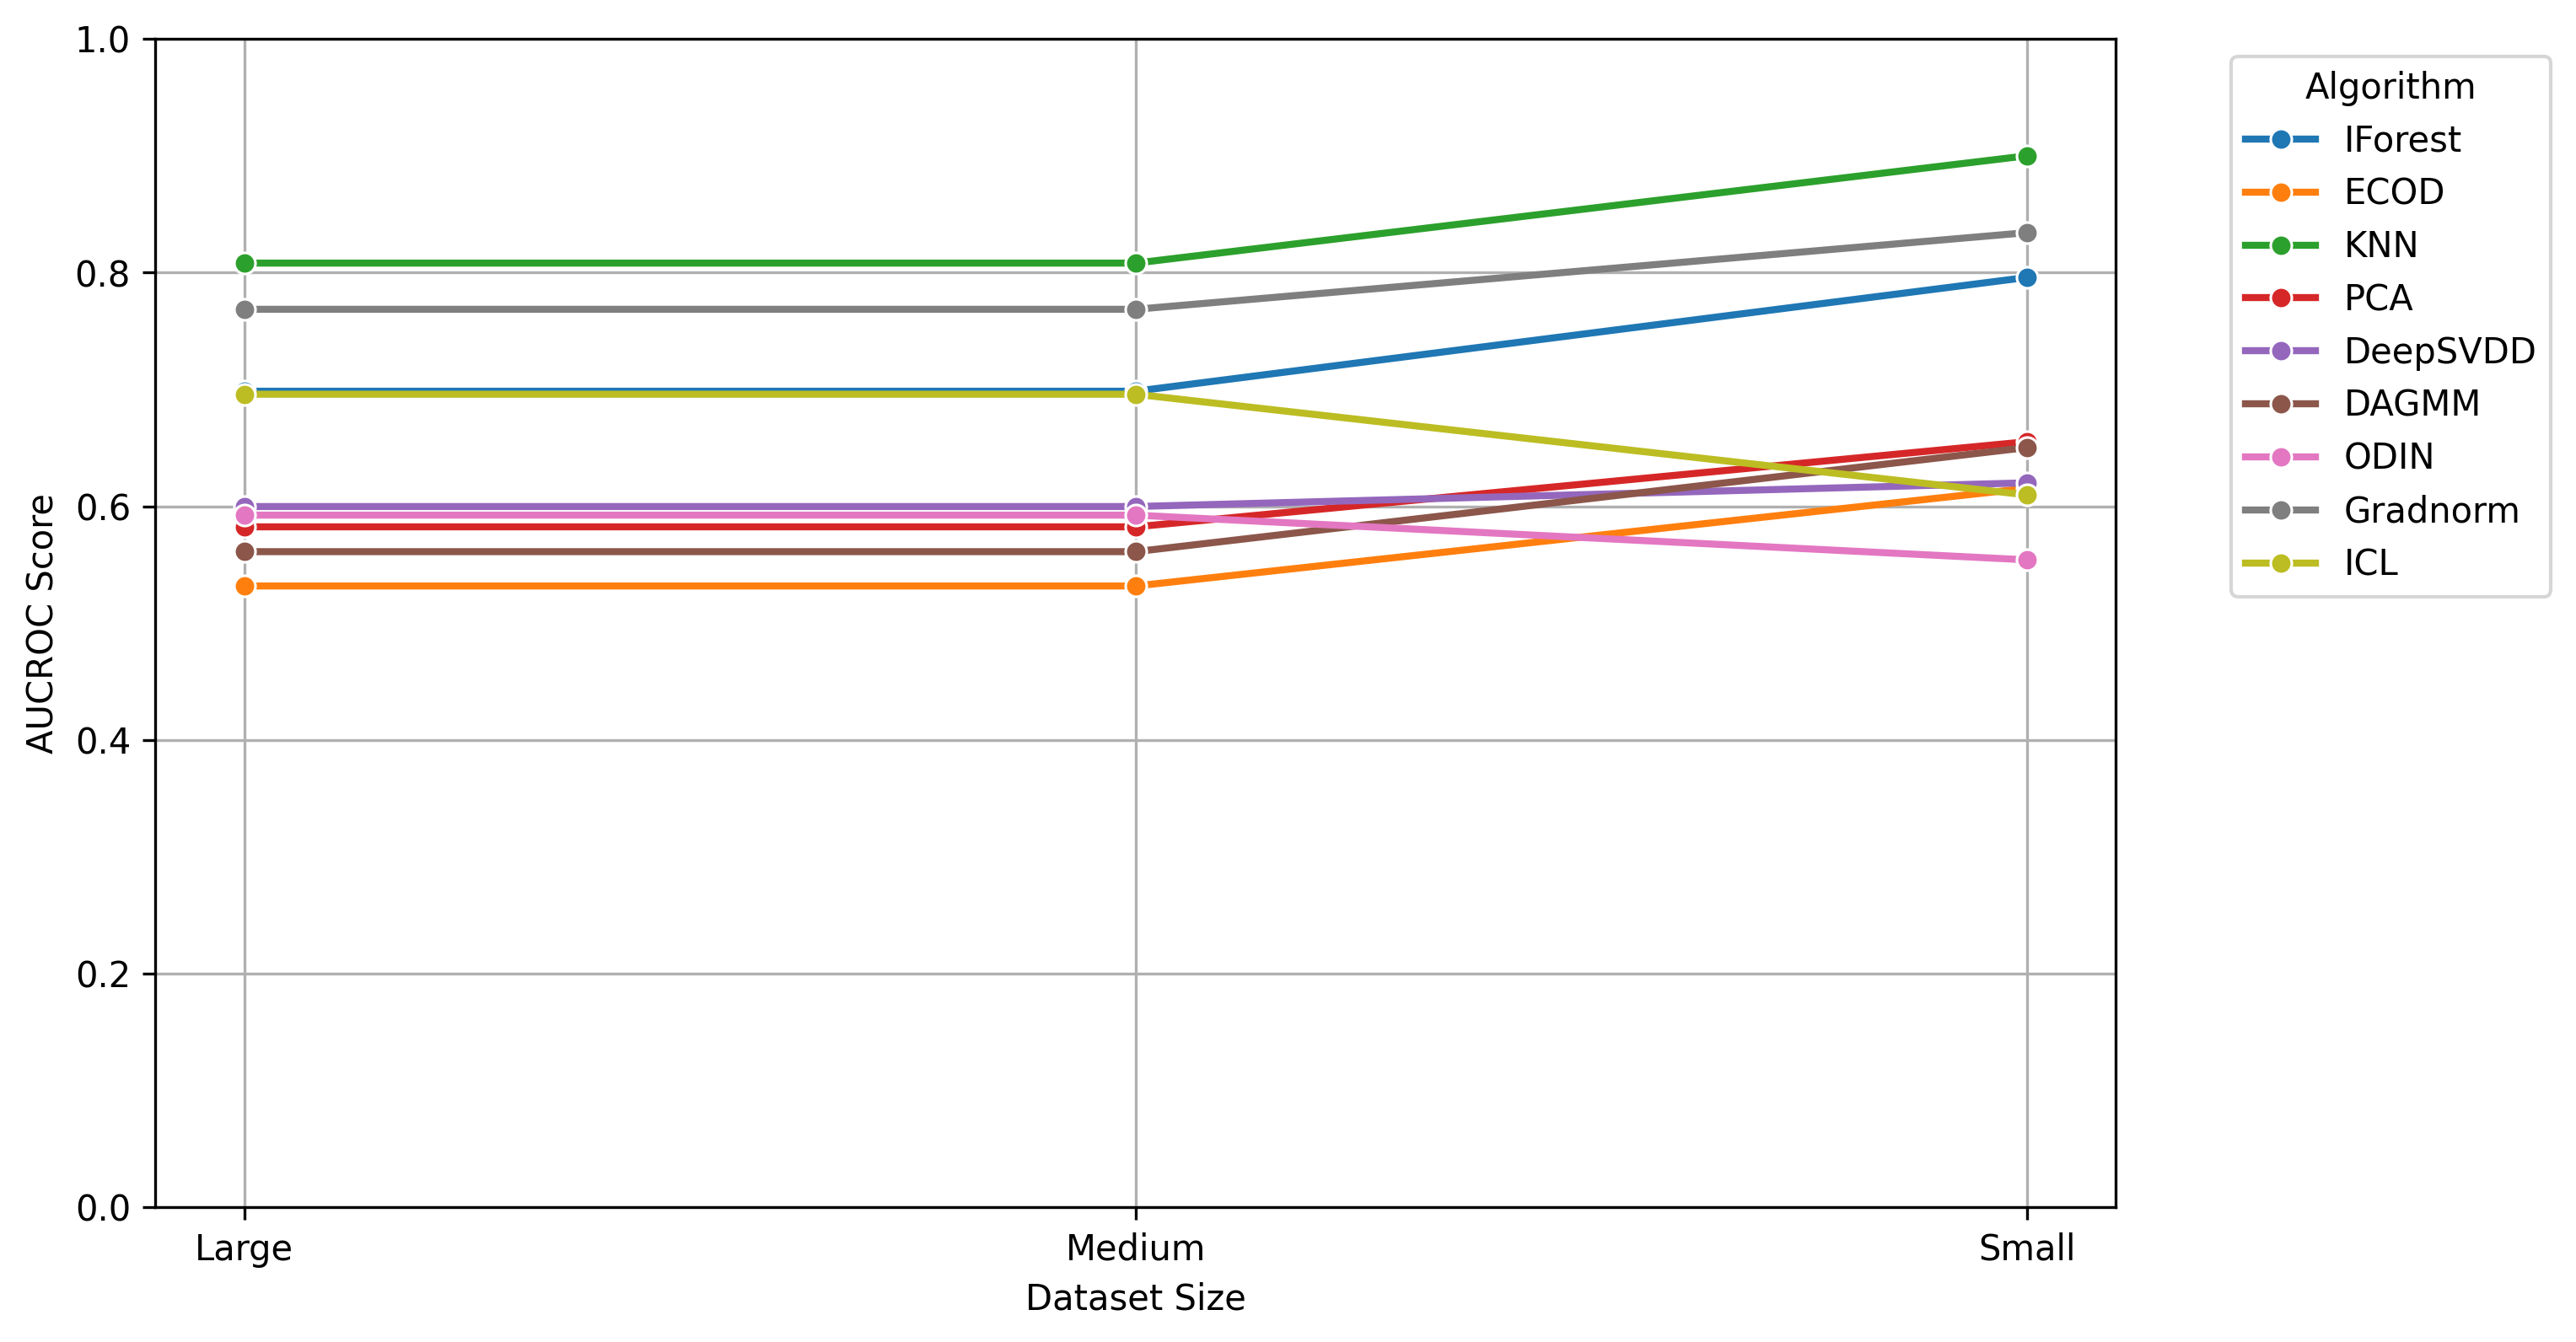 1.0
0.8
0.6
0.4
0.2
0.0
AUCROC Score
Large
Medium
Small
Dataset Size
Algorithm
IForest
ECOD
KNN
PCA
DeepSVDD
DAGMM
ODIN
Gradnorm
ICL